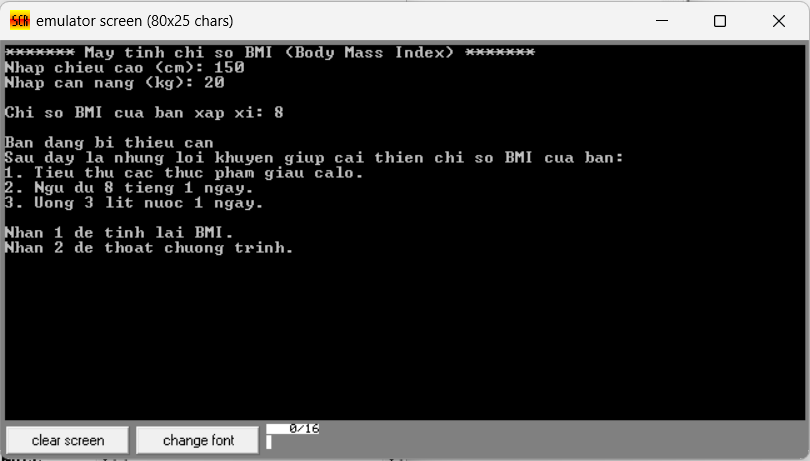 SCR emulator screen (80x25 chars)
******* May tinh chi so BMI (Body Mass Index) *******
Nhap chieu cao (cm): 150
Nhap can nang (kg): 20
Chi so BMI cua ban xap xi: 8
Ban dang bi thieu can
Sau day la nhung loi khuyen giup cai thien chi so BMI cua ban:
1. Tieu thu cac thuc pham giau calo.
2. Ngu du 8 tieng 1 ngay.
3. Uong 3 lit nuoc 1 ngay.
Nhan 1 de tinh lai BMI.
Nhan 2 de thoat chuong trinh.
clear screen change font 0/16